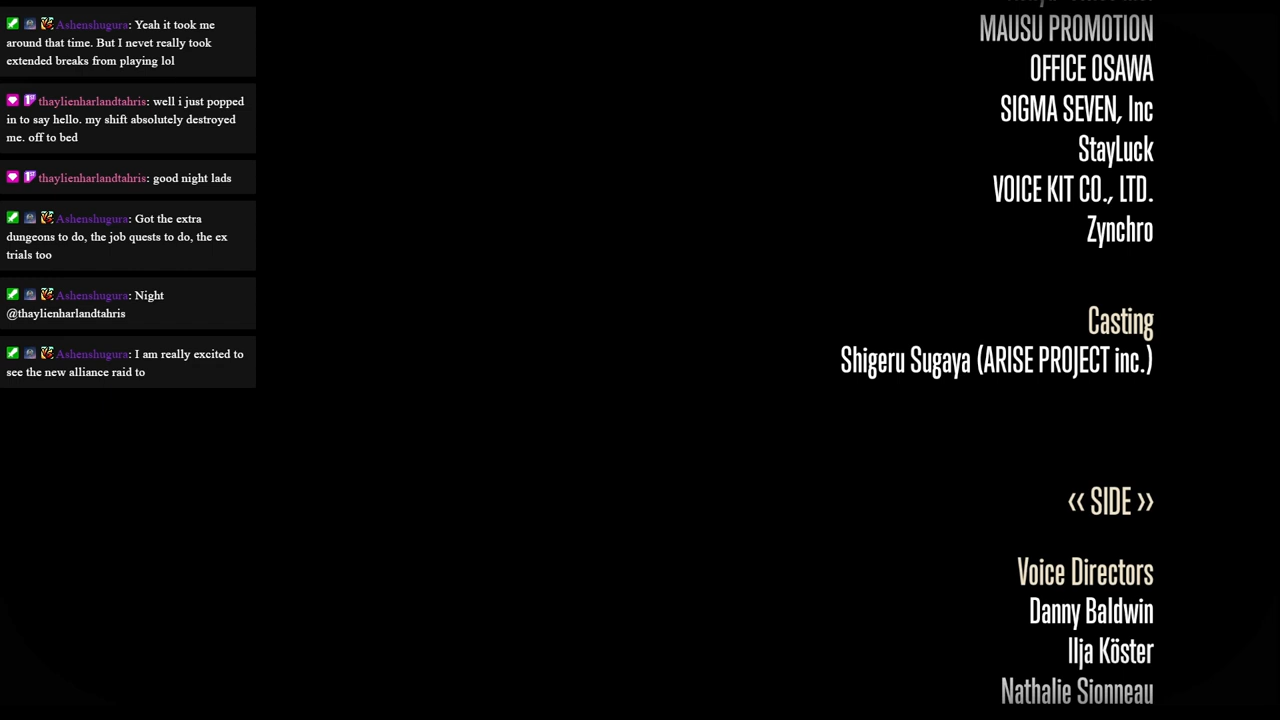 Ashenshugura: Yeah it took me
around that time. But I nevet really took
extended breaks from playing lol
thaylienharlandtahris: well i just popped
in to say hello. my shift absolutely destroyed
me. off to bed
thaylienharlandtahris: good night lads
Ashenshugura: Got the extra
dungeons to do, the job quests to do, the ex
trials too
Ashenshugura: Night
@thaylienharlandtahris
Ashenshugura: I am really excited to
see the new alliance raid to
MAUSU PROMOTION
OFFICE OSAWA
SIGMA SEVEN, Inc
StayLuck
VOICE KIT CO., LTD.
Zynchro
Casting
Shigeru Sugaya (ARISE PROJECT inc.)
‹‹ SIDE ››
Voice Directors
Danny Baldwin
Ilja Köster
Nathalie Sionneau